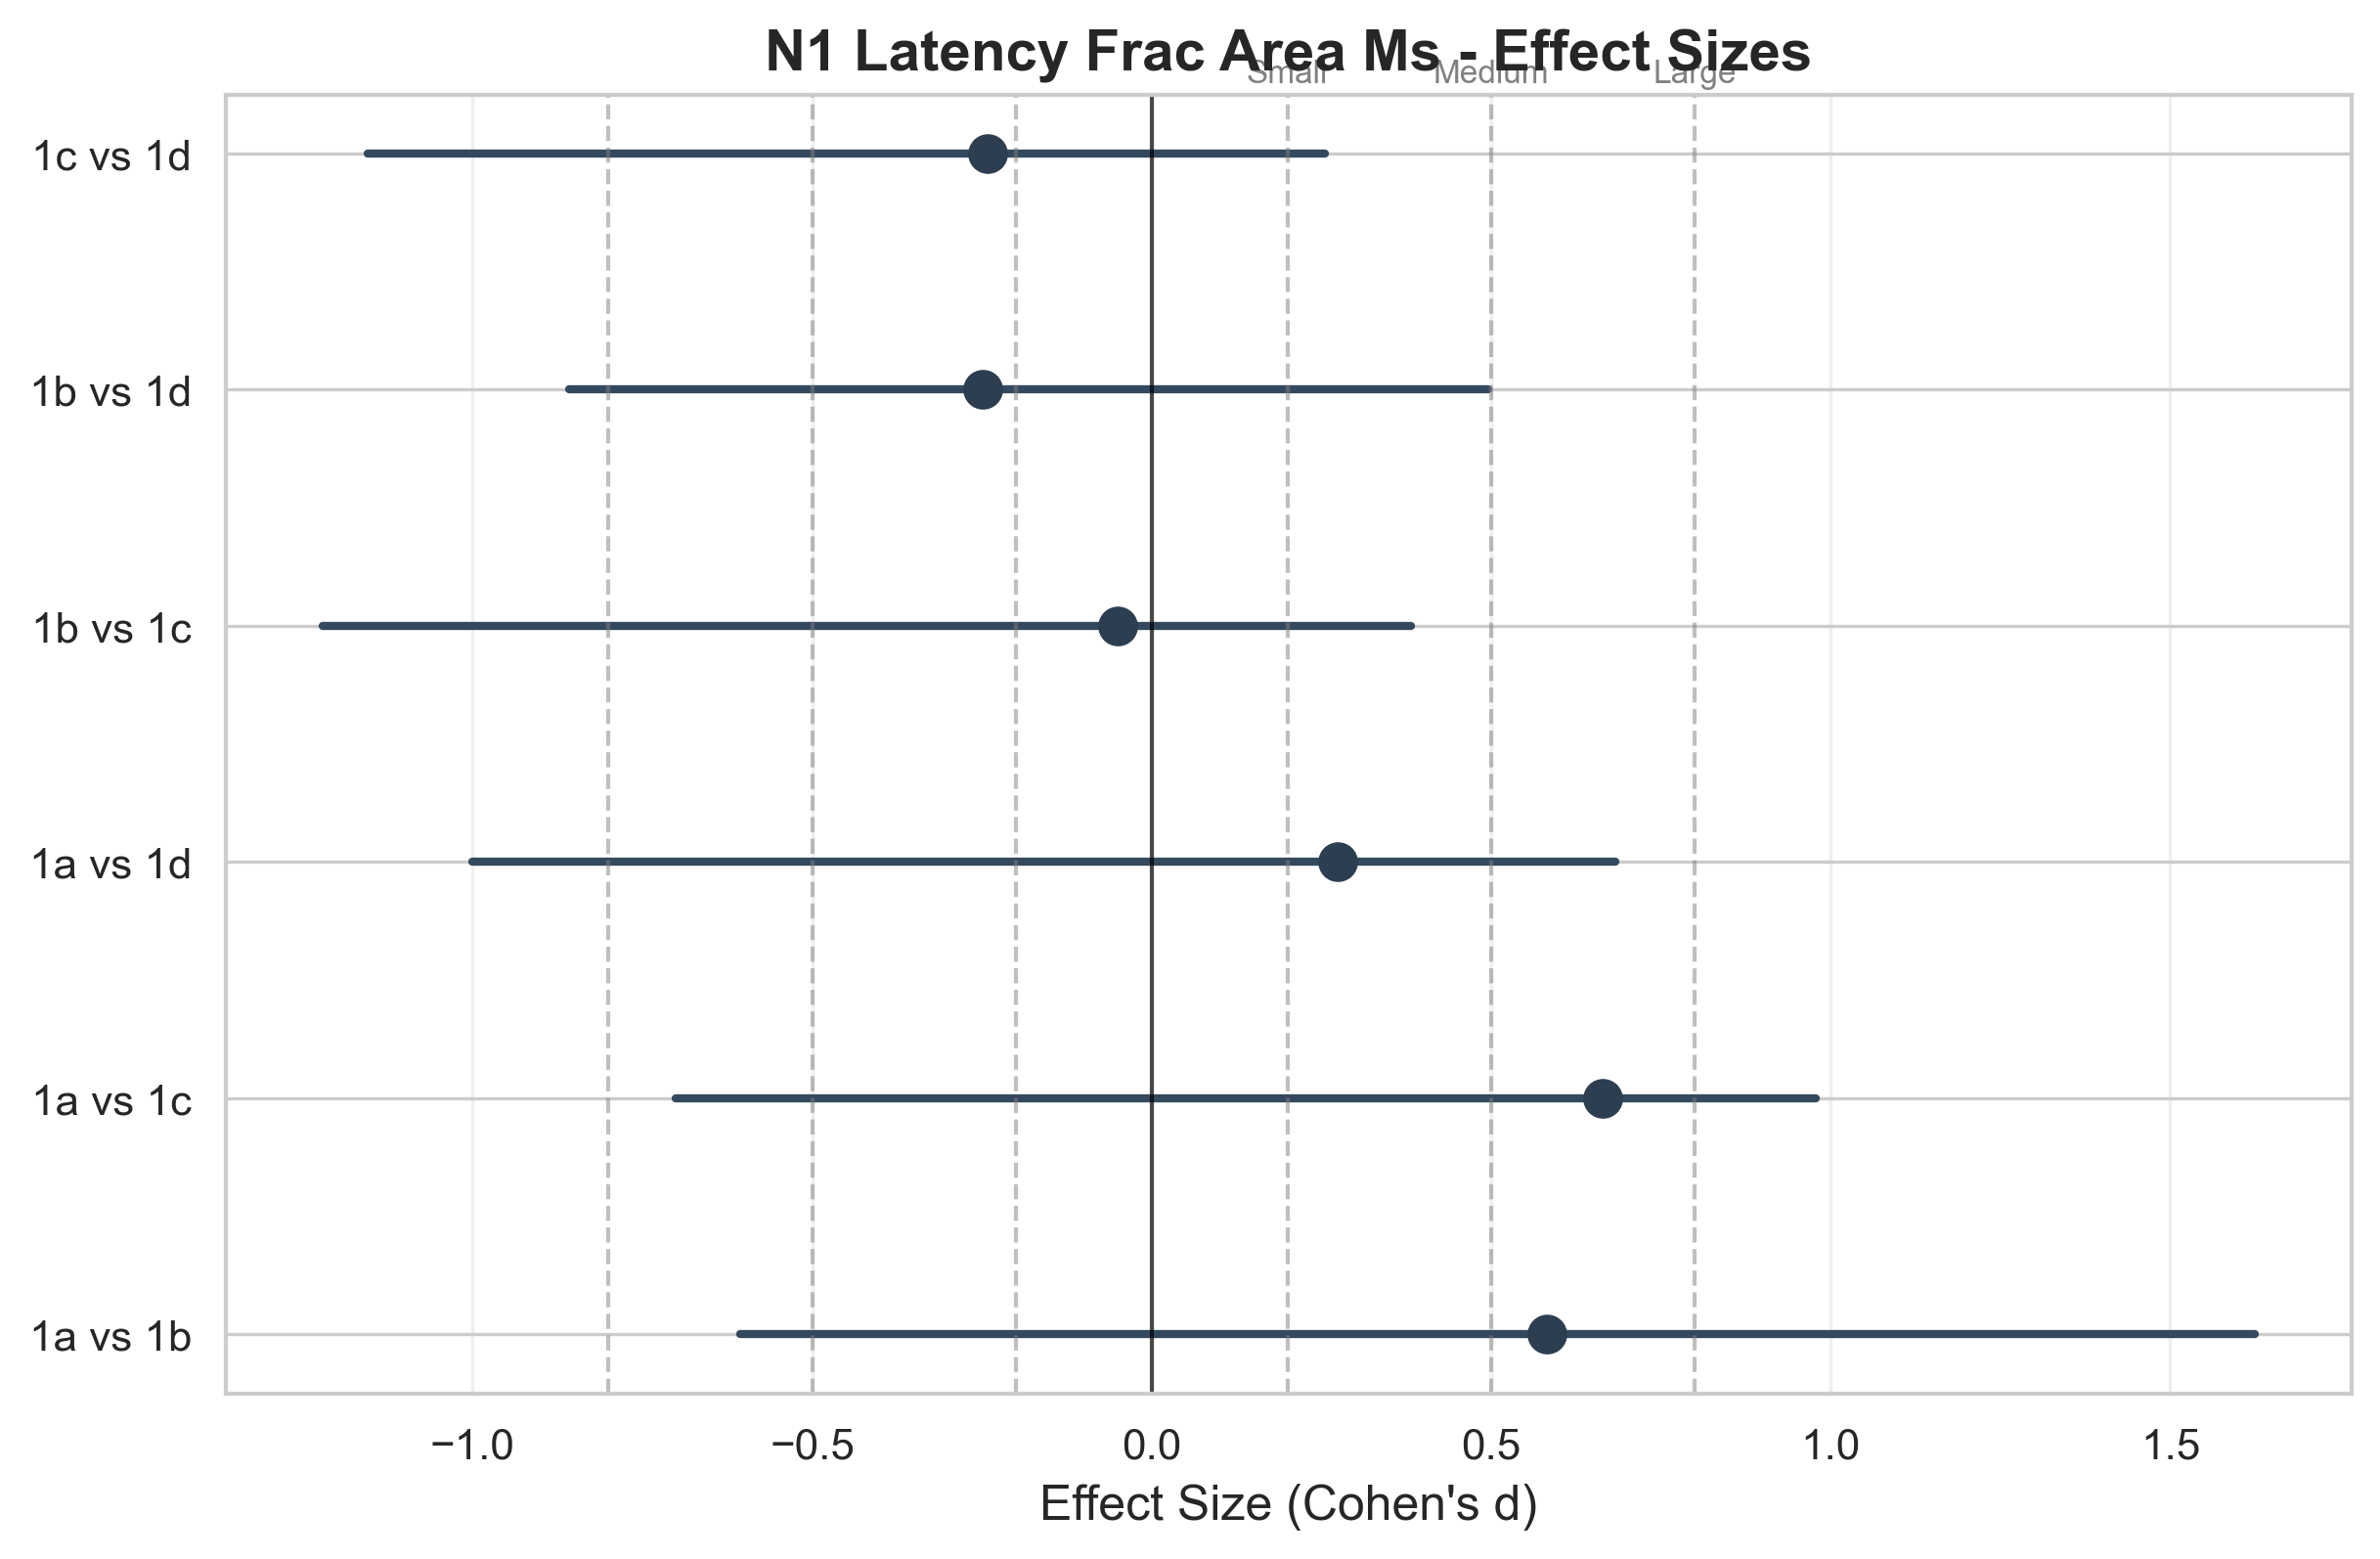 N1 Latency Frac Area Ms - Effect Sizes
Small Medium Large
1c vs 1d
1b vs 1d
1b vs 1c
1a vs 1d
1a vs 1c
1a vs 1b
−1.0 −0.5 0.0 0.5 1.0 1.5
Effect Size (Cohen's d)